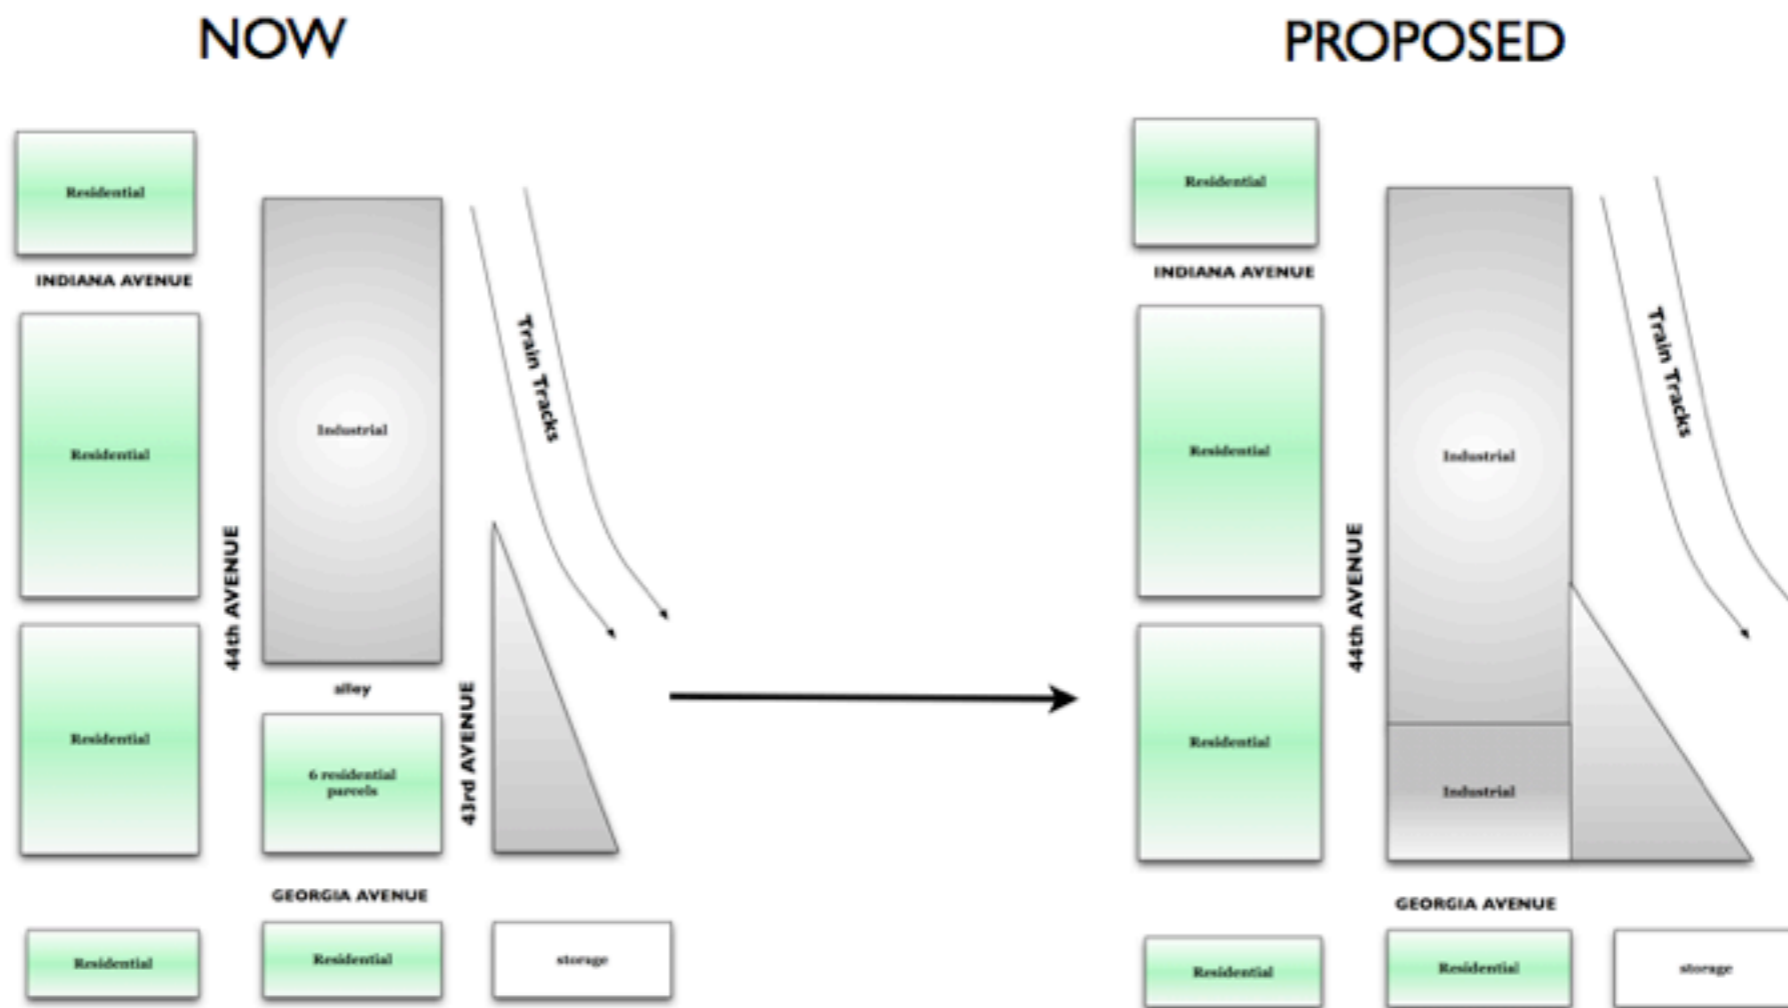 NOW
Residential
INDIANA AVENUE
Residential
Residential
44th AVENUE
Industrial
alley
6 residential
parcels
43rd AVENUE
Train Tracks
GEORGIA AVENUE
Residential
Residential
storage
PROPOSED
Residential
INDIANA AVENUE
Residential
Residential
44th AVENUE
Industrial
Industrial
Train Tracks
GEORGIA AVENUE
Residential
Residential
storage